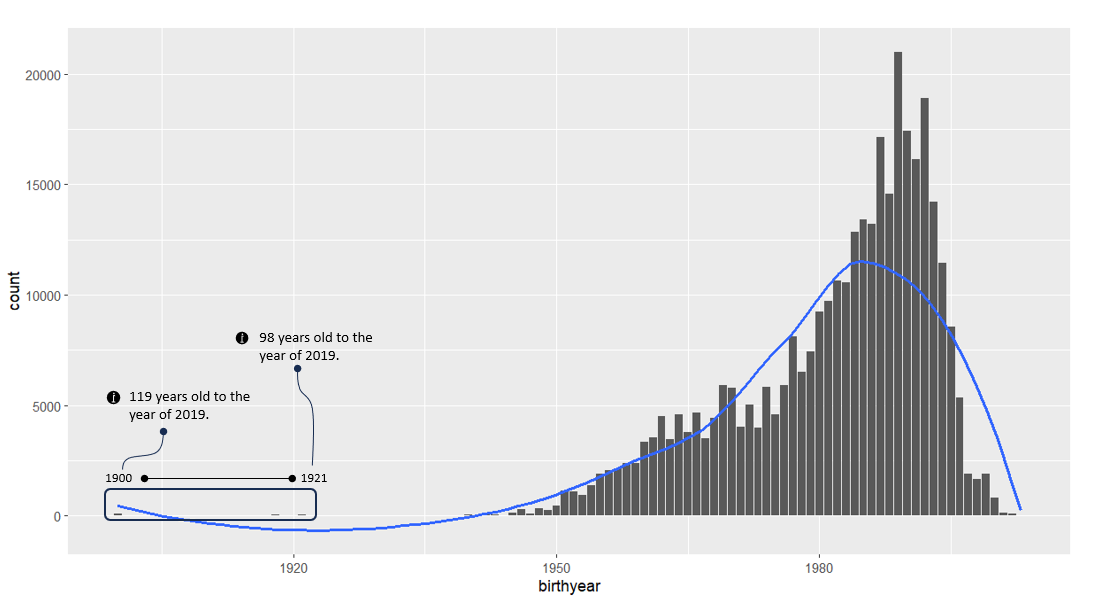 20000
15000
10000
5000
0
count
98 years old to the
year of 2019.
119 years old to the
year of 2019.
1900
1921
1920
1950
1980
birthyear